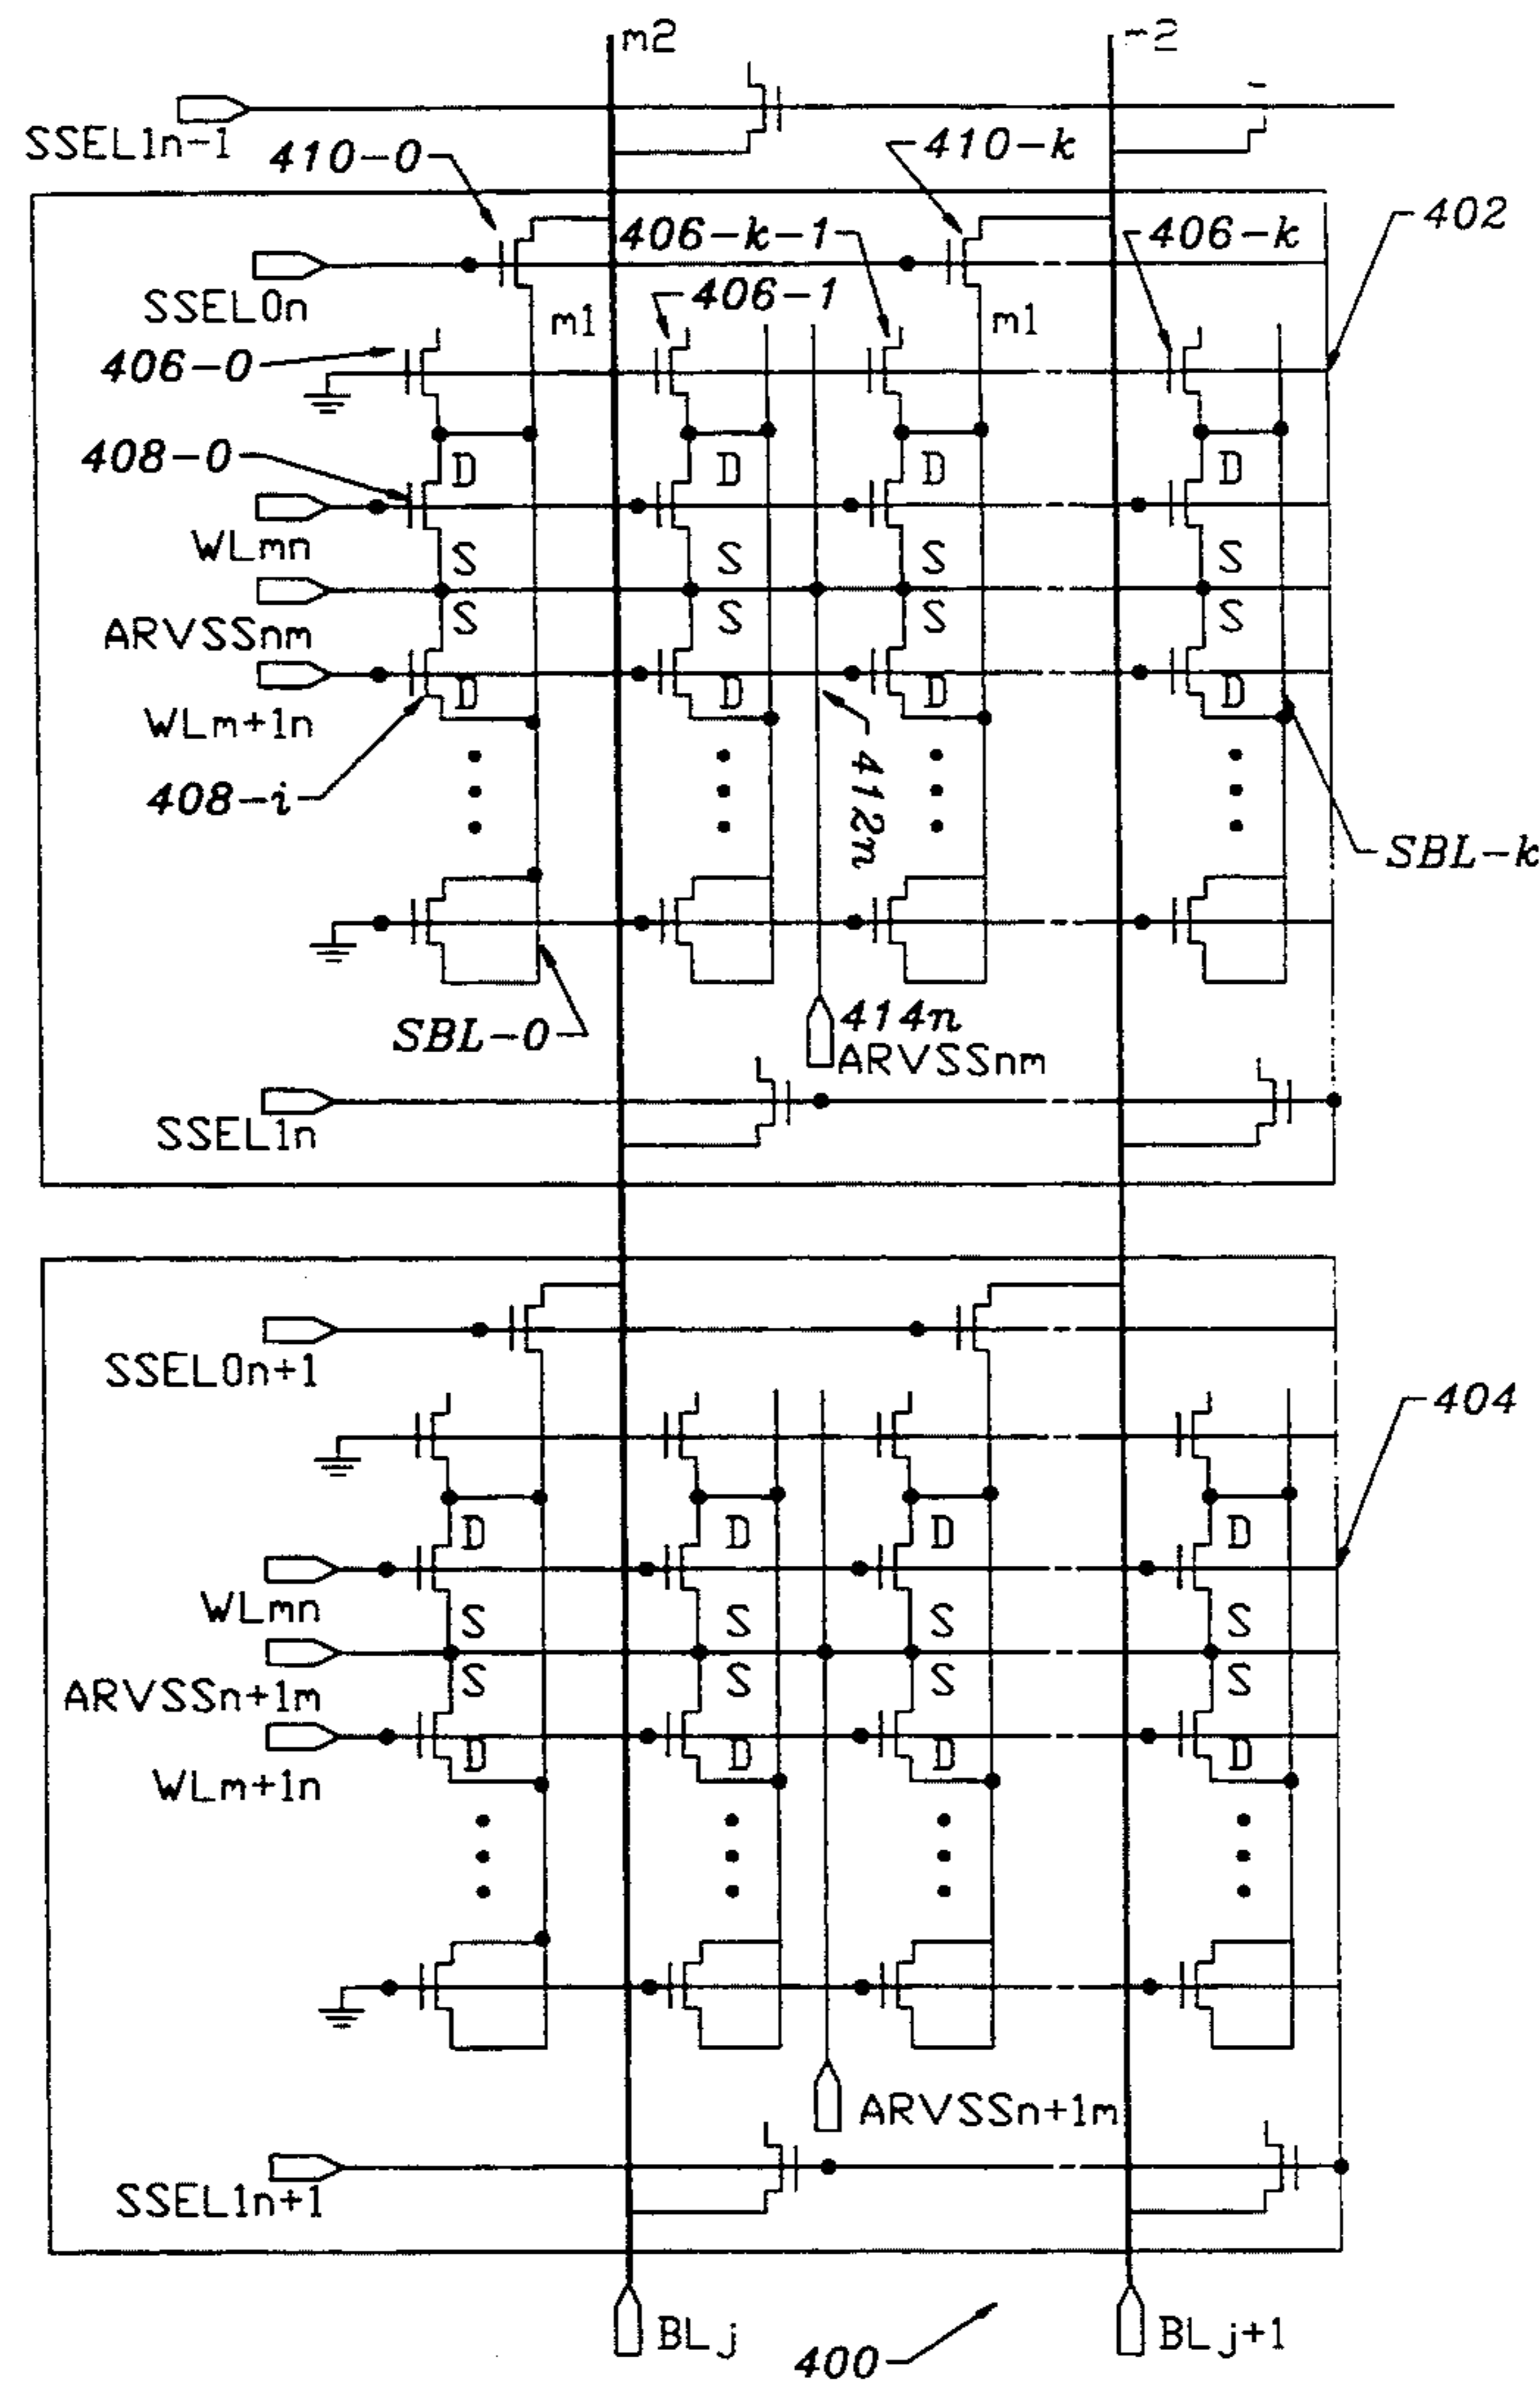 m2
SSEL1n-1
410-0
410-k
402
406-k-1
406-k
SSEL0n
406-1
m1
m1
406-0
408-0
D D D D
WLmn
S S S S
ARVSSnm
S S S S
D D D D
WLm+1n
412n
408-i
SBL-k
SBL-0
414n
ARVSSnm
SSEL1n
SSEL0n+1
404
D D D D
WLmn
S S S S
ARVSSn+1m
S S S S
D D D D
WLm+1n
ARVSSn+1m
SSEL1n+1
BLj
400
BLj+1